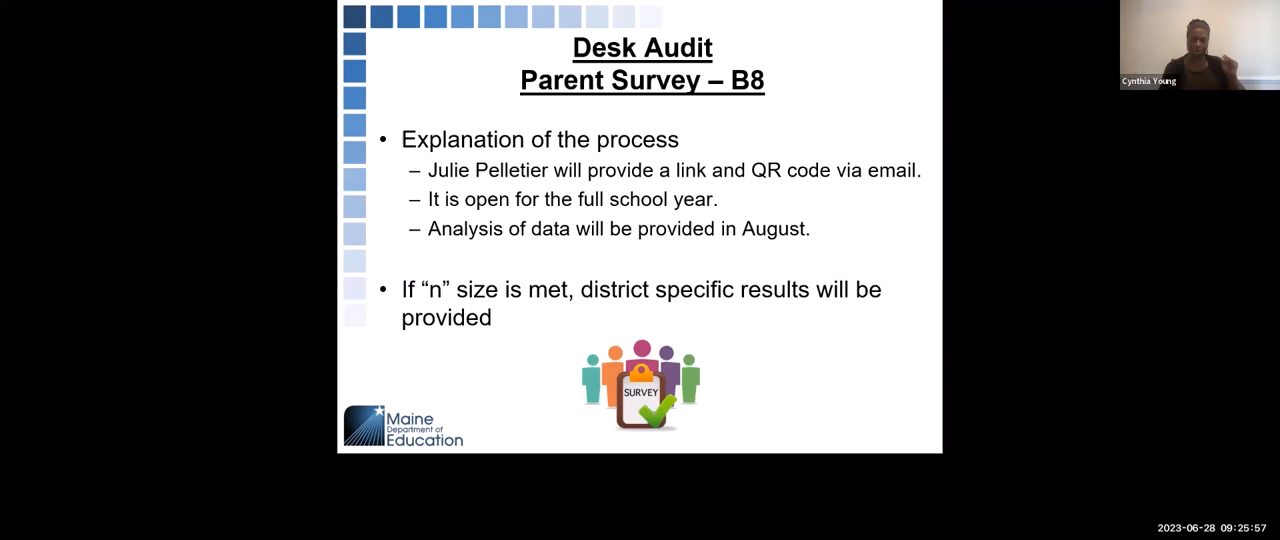 Desk Audit
Parent Survey – B8
• Explanation of the process
– Julie Pelletier will provide a link and QR code via email.
– It is open for the full school year.
– Analysis of data will be provided in August.
• If “n” size is met, district specific results will be
provided
SURVEY
Maine
Department of
Education
Cynthia Young
2023-06-28 09:25:57